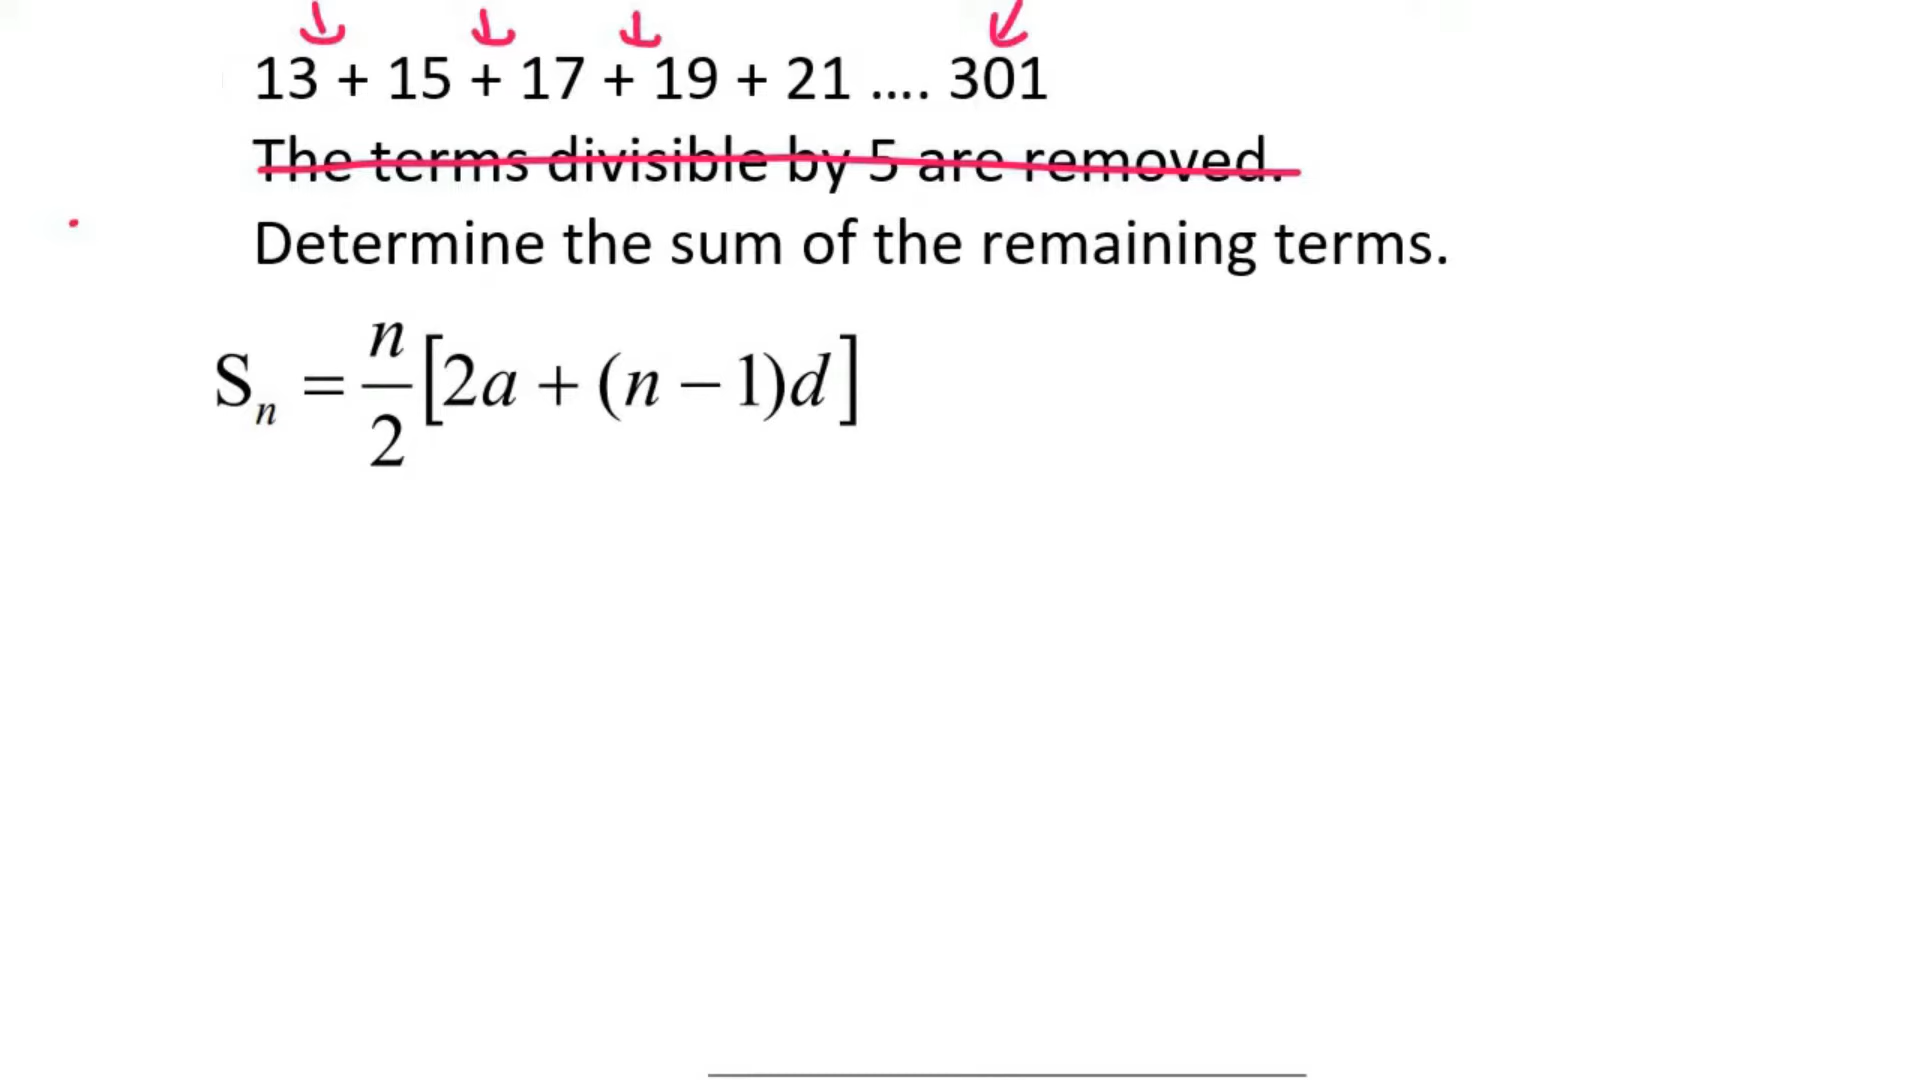 13 + 15 + 17 + 19 + 21 .... 301
The terms divisible by 5 are removed.
Determine the sum of the remaining terms.
Sₙ = n/2 [2a + (n − 1)d]